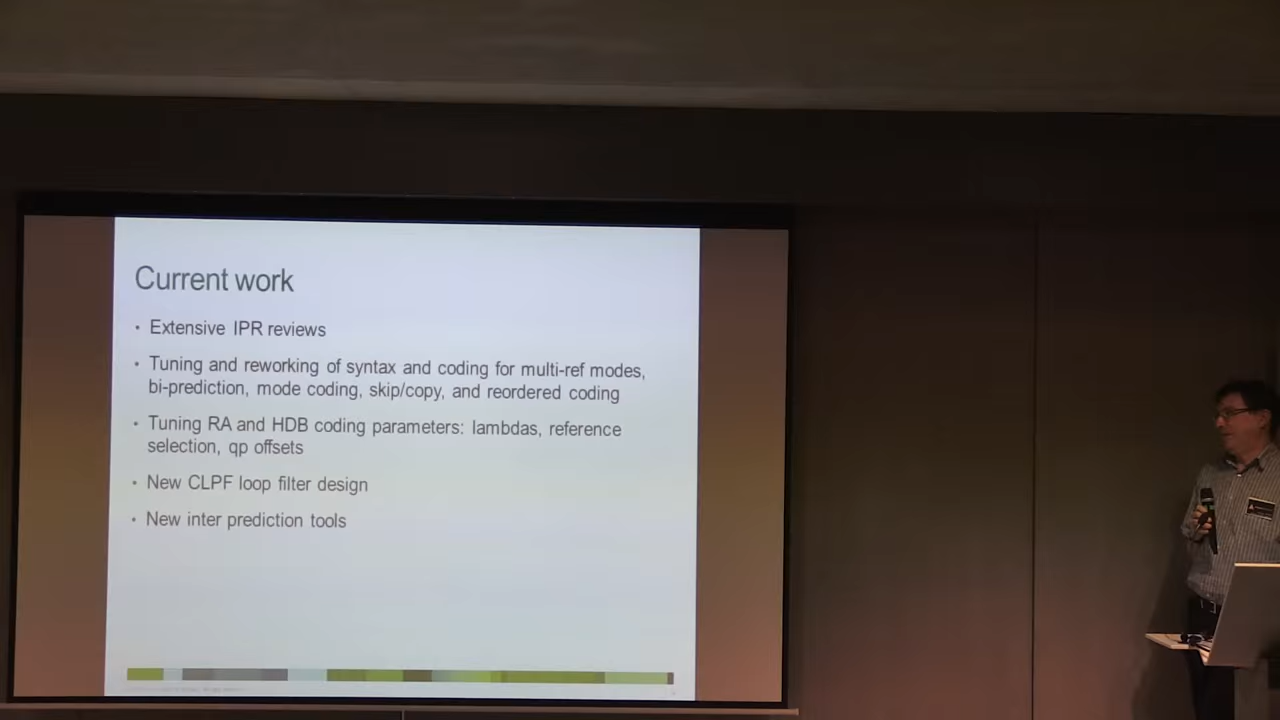 Current work
• Extensive IPR reviews
• Tuning and reworking of syntax and coding for multi-ref modes,
bi-prediction, mode coding, skip/copy, and reordered coding
• Tuning RA and HDB coding parameters: lambdas, reference
selection, qp offsets
• New CLPF loop filter design
• New inter prediction tools